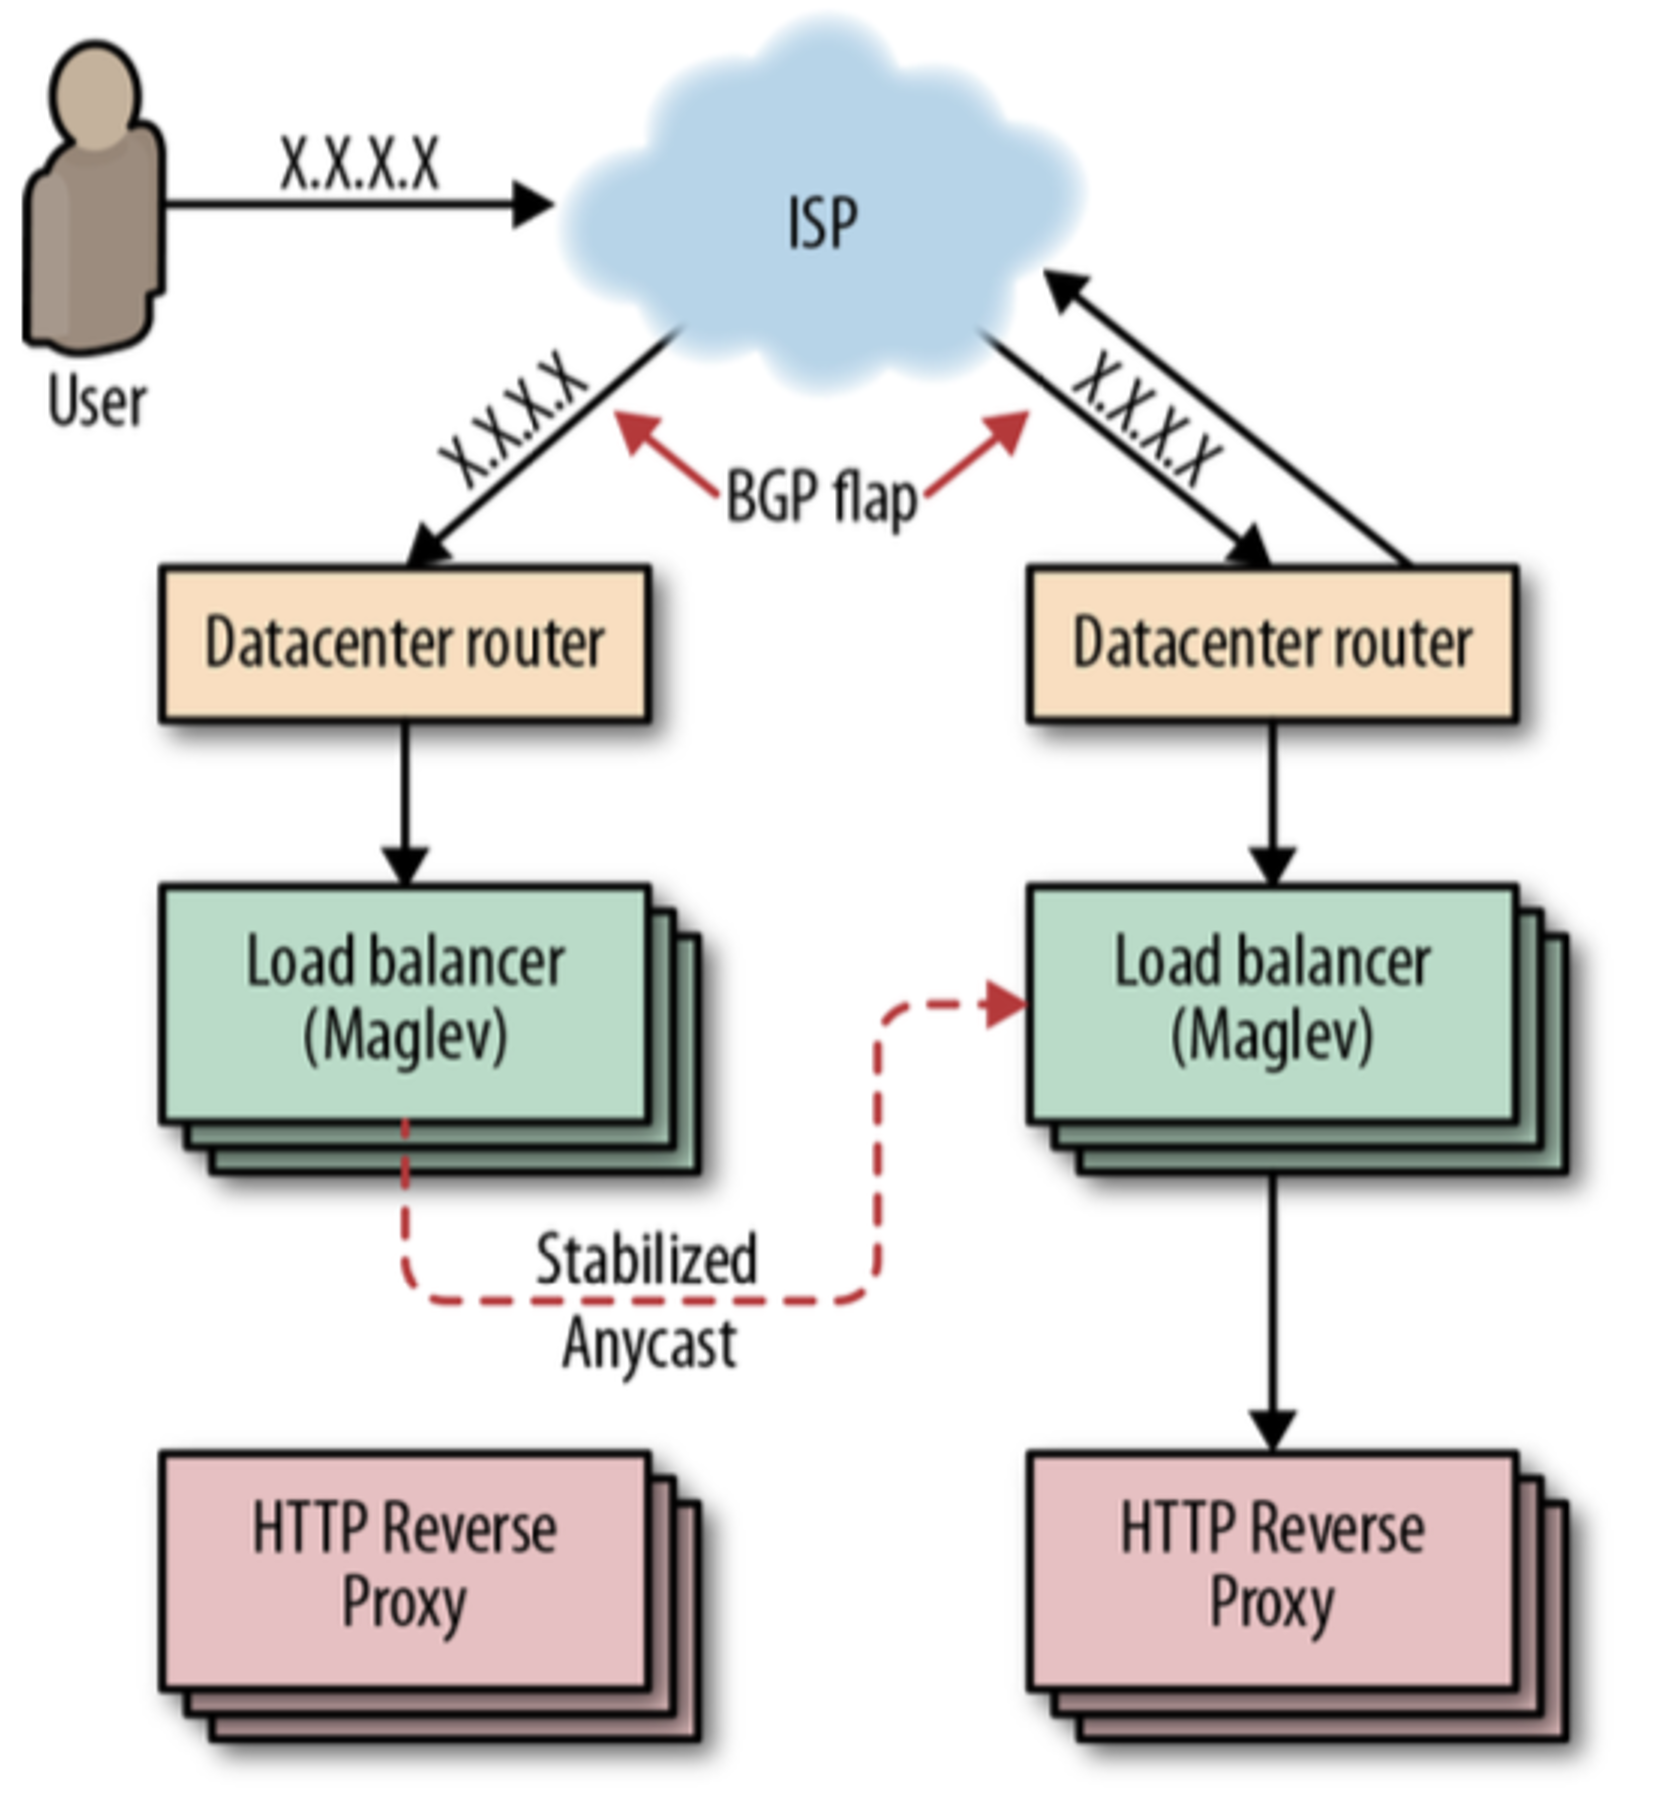 X.X.X.X
ISP
User
X.X.X.X
X.X.X.X
BGP flap
Datacenter router
Datacenter router
Load balancer
(Maglev)
Load balancer
(Maglev)
Stabilized
Anycast
HTTP Reverse
Proxy
HTTP Reverse
Proxy